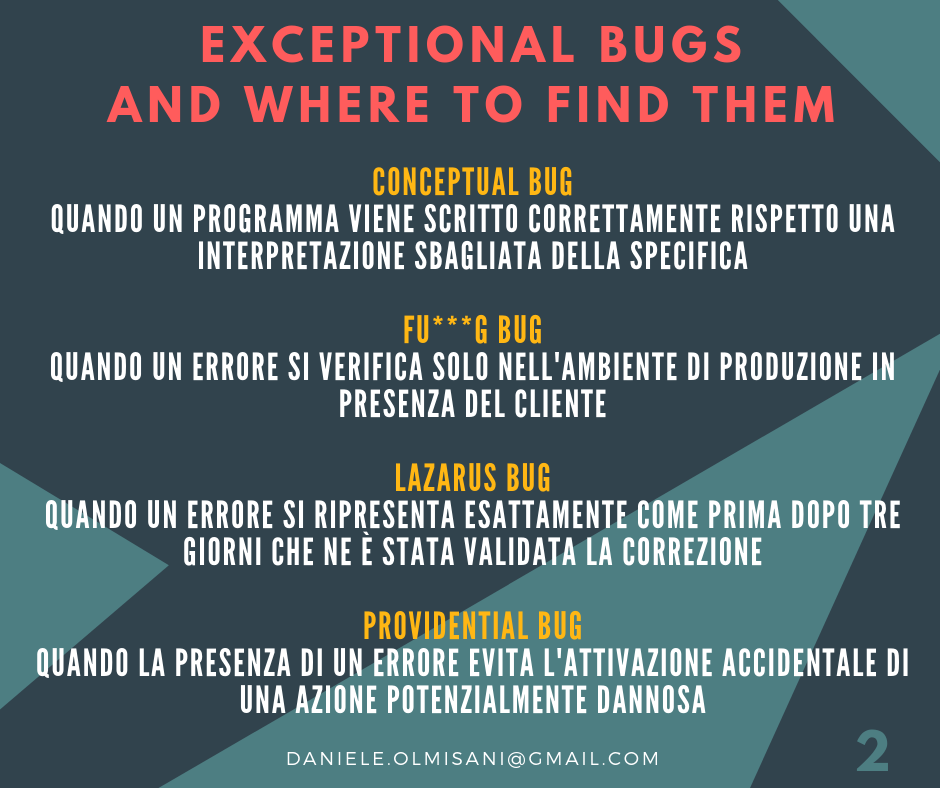 EXCEPTIONAL BUGS
AND WHERE TO FIND THEM
CONCEPTUAL BUG
QUANDO UN PROGRAMMA VIENE SCRITTO CORRETTAMENTE RISPETTO UNA
INTERPRETAZIONE SBAGLIATA DELLA SPECIFICA
FU***G BUG
QUANDO UN ERRORE SI VERIFICA SOLO NELL'AMBIENTE DI PRODUZIONE IN
PRESENZA DEL CLIENTE
LAZARUS BUG
QUANDO UN ERRORE SI RIPRESENTA ESATTAMENTE COME PRIMA DOPO TRE
GIORNI CHE NE È STATA VALIDATA LA CORREZIONE
PROVIDENTIAL BUG
QUANDO LA PRESENZA DI UN ERRORE EVITA L'ATTIVAZIONE ACCIDENTALE DI
UNA AZIONE POTENZIALMENTE DANNOSA
DANIELE.OLMISANI@GMAIL.COM
2